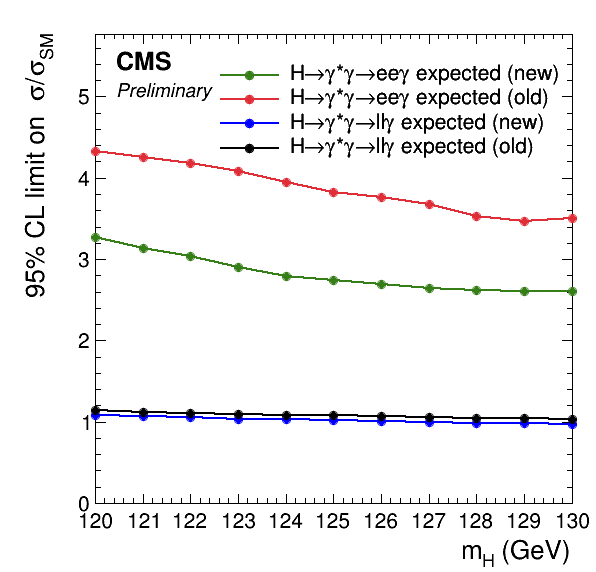 CMS
Preliminary
H→γ*γ→eeγ expected (new)
H→γ*γ→eeγ expected (old)
H→γ*γ→llγ expected (new)
H→γ*γ→llγ expected (old)
95% CL limit on σ/σSM
5
4
3
2
1
0
120 121 122 123 124 125 126 127 128 129 130
mH (GeV)